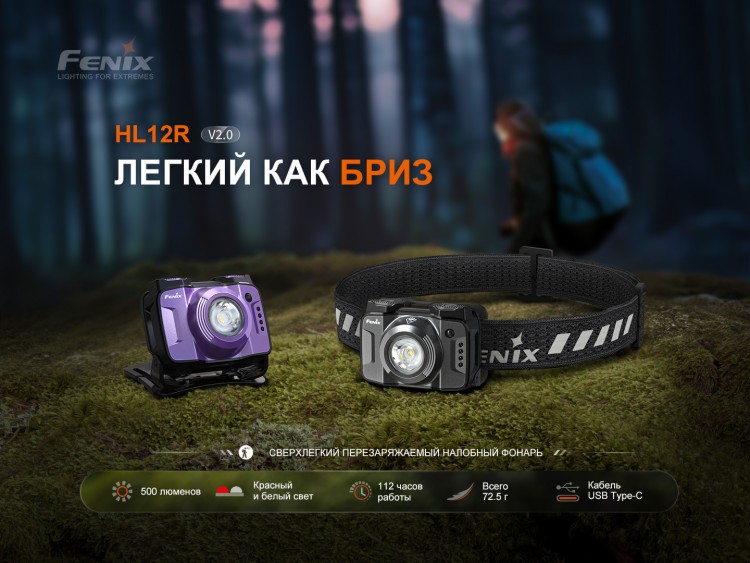 FENIX
LIGHTING FOR EXTREMES
HL12R V2.0
ЛЕГКИЙ КАК БРИЗ
FENIX
FENIX
FENIX
СВЕРХЛЕГКИЙ ПЕРЕЗАРЯЖАЕМЫЙ НАЛОБНЫЙ ФОНАРЬ
500 люменов
Красный
и белый свет
112 часов
работы
Всего
72.5 г
Кабель
USB Type-C